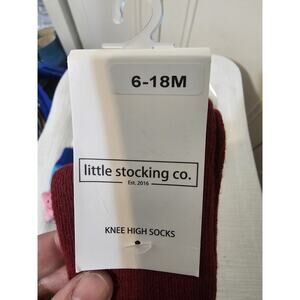 6-18M
little stocking co.
Est. 2016
KNEE HIGH SOCKS